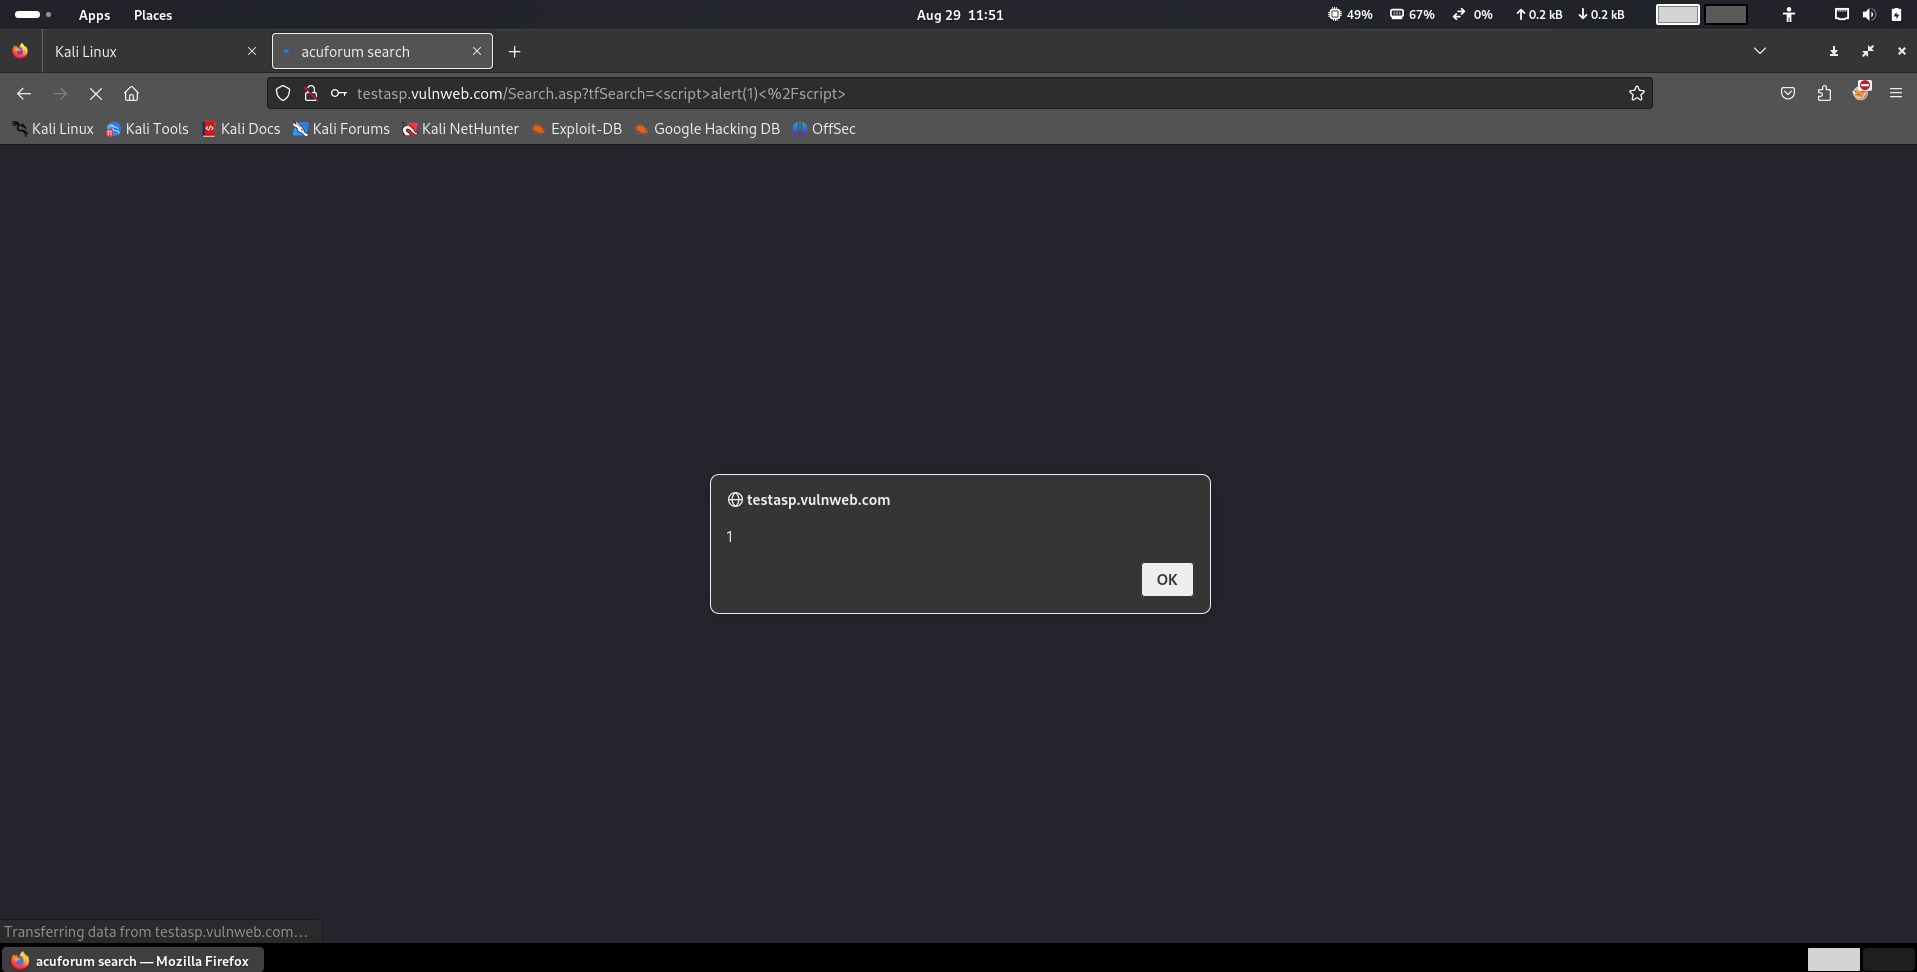 Apps Places Aug 29 11:51 49% 67% 0% 0.2 kB 0.2 kB
Kali Linux acuforum search
testasp.vulnweb.com/Search.asp?tfSearch=<script>alert(1)<%2Fscript>
Kali Linux Kali Tools Kali Docs Kali Forums Kali NetHunter Exploit-DB Google Hacking DB OffSec
testasp.vulnweb.com
1
OK
Transferring data from testasp.vulnweb.com…
acuforum search — Mozilla Firefox